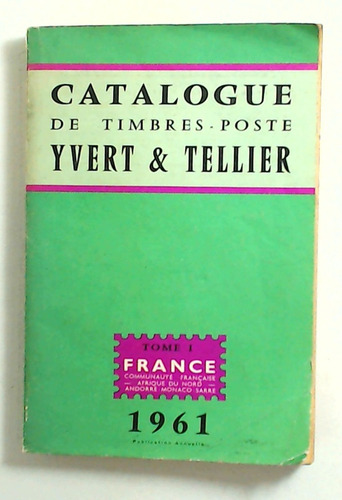 CATALOGUE
DE TIMBRES-POSTE
YVERT & TELLIER
TOME I
FRANCE
COMMUNAUTÉ FRANÇAISE
— AFRIQUE DU NORD —
ANDORRE MONACO SARRE
1961
Publication Annuelle